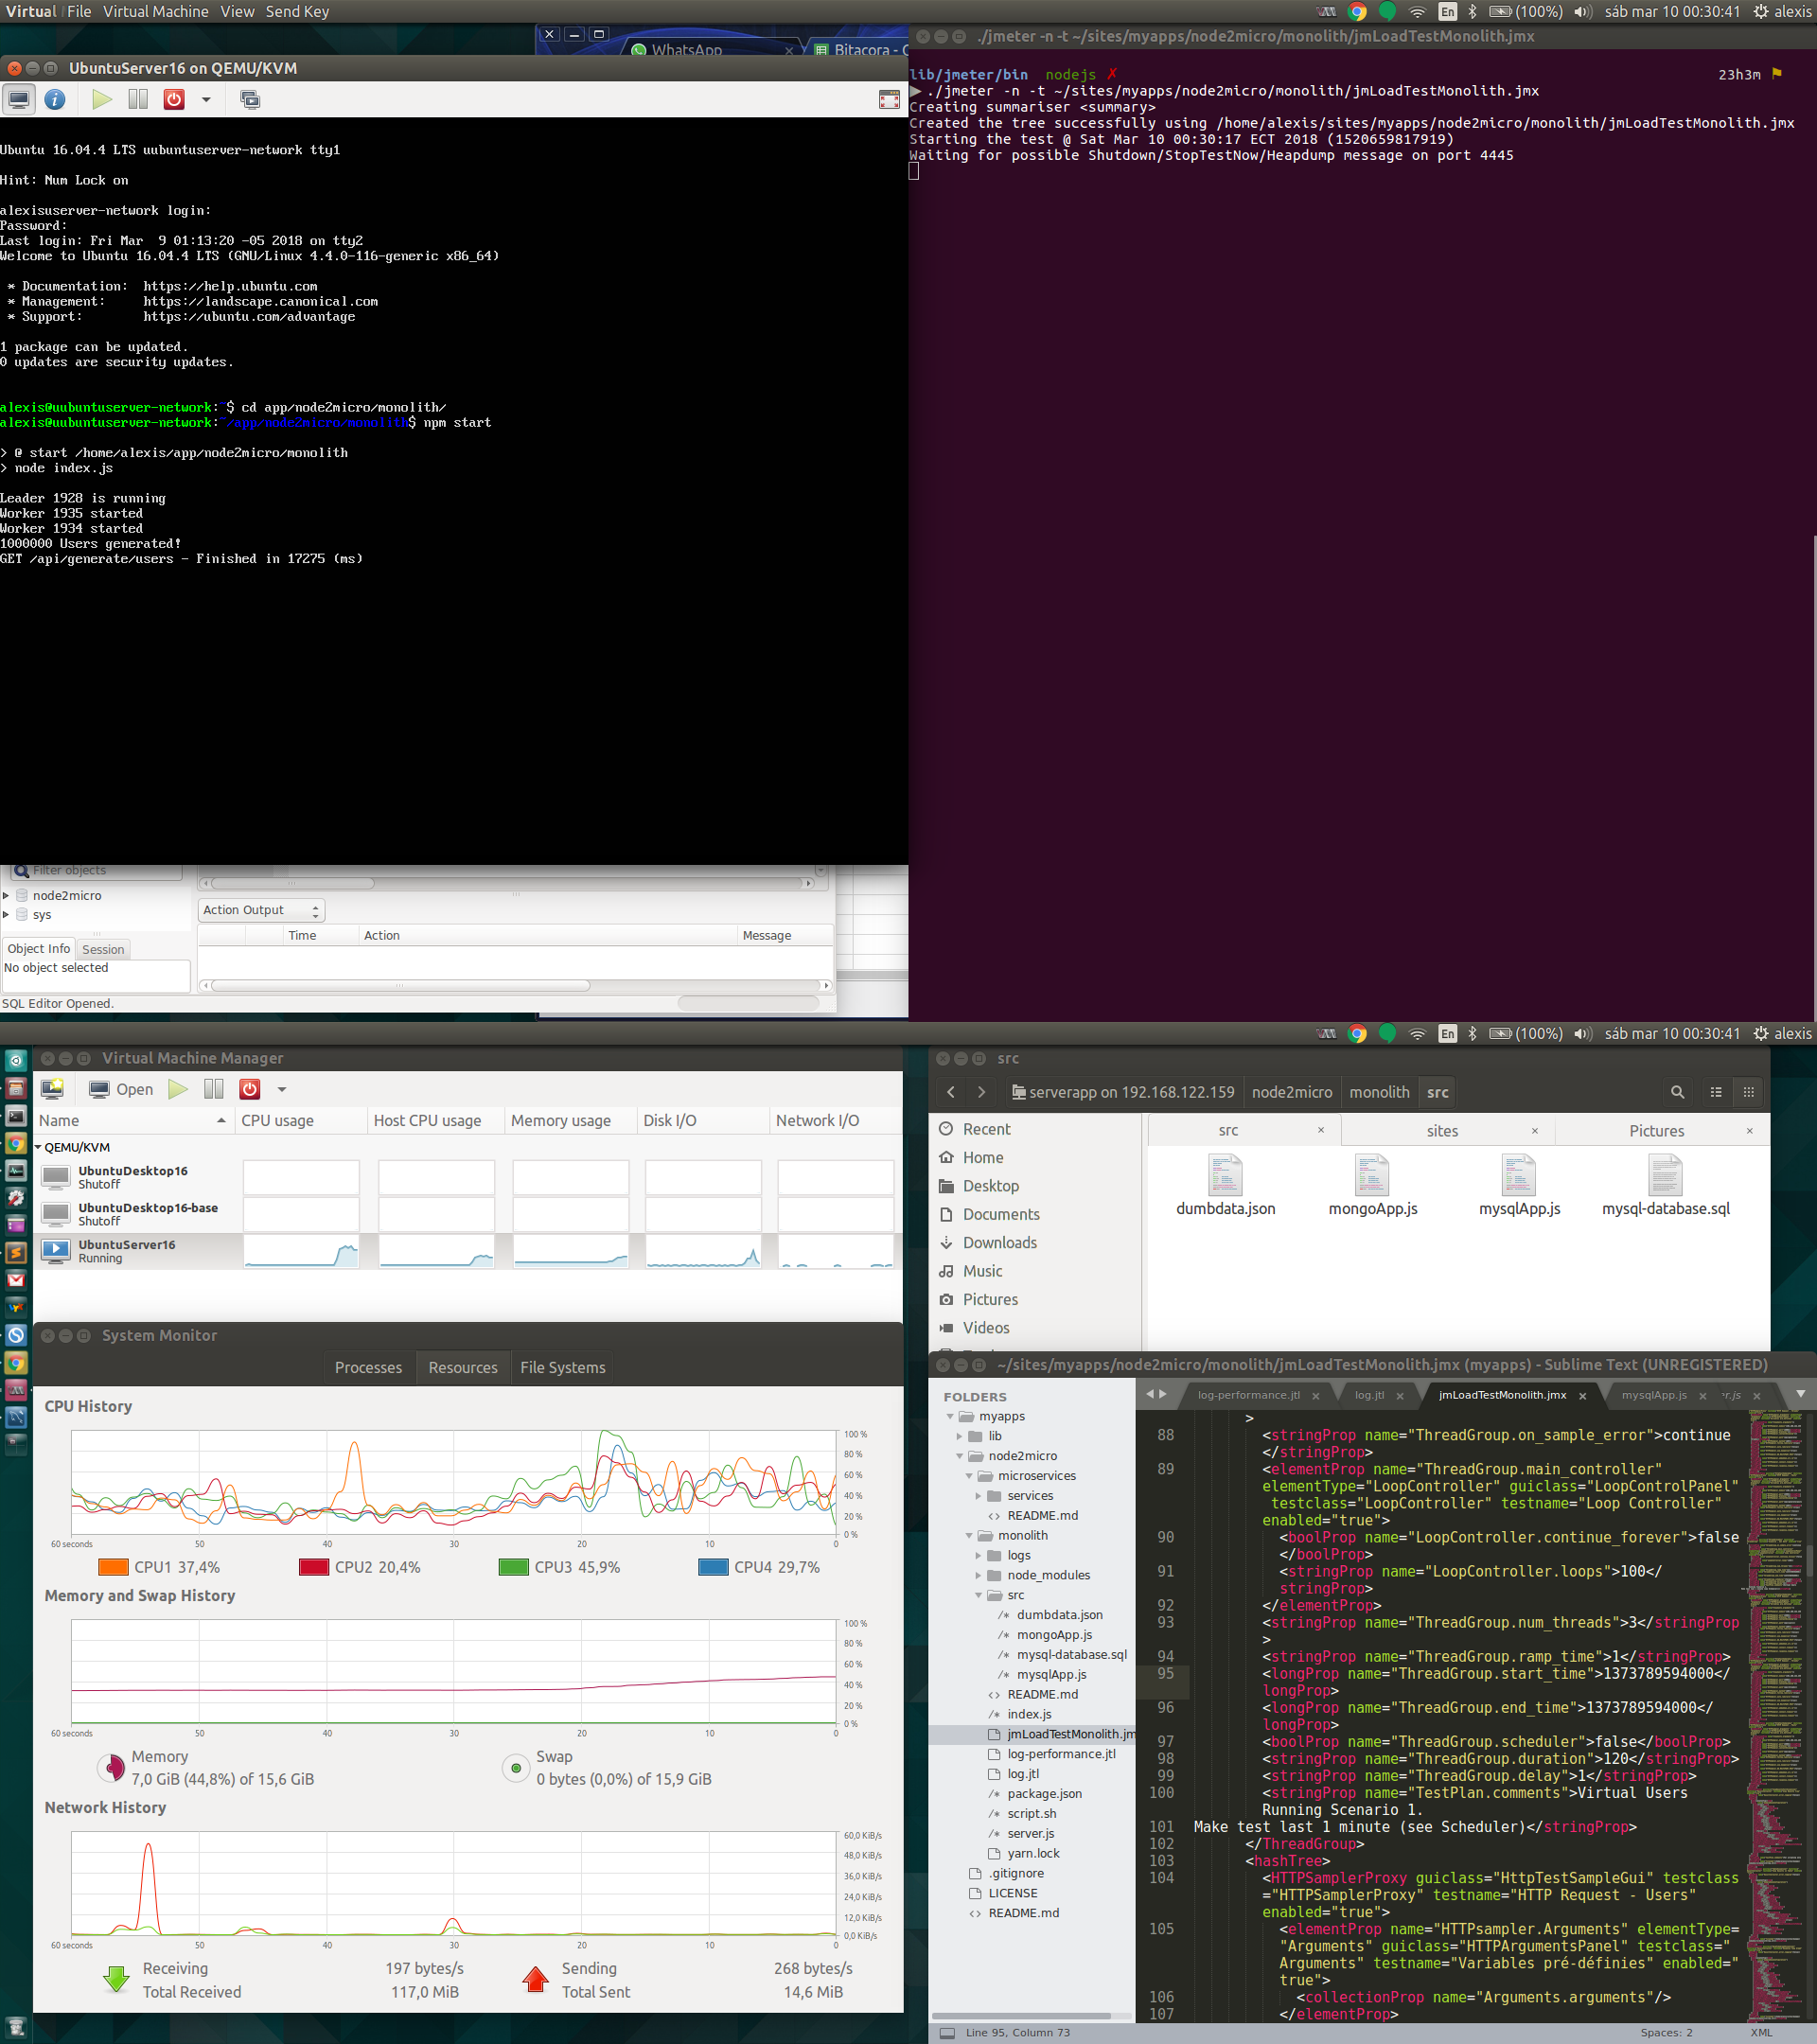 Virtual File Virtual Machine View Send Key
En (100%) sáb mar 10 00:30:41 alexis
WhatsApp
Bitacora - G
UbuntuServer16 on QEMU/KVM
Ubuntu 16.04.4 LTS uubuntuserver-network tty1
Hint: Num Lock on
alexisuserver-network login:
Password:
Last login: Fri Mar  9 01:13:20 -05 2018 on tty2
Welcome to Ubuntu 16.04.4 LTS (GNU/Linux 4.4.0-116-generic x86_64)
* Documentation:  https://help.ubuntu.com
* Management:     https://landscape.canonical.com
* Support:        https://ubuntu.com/advantage
1 package can be updated.
0 updates are security updates.
alexis@uubuntuserver-network:~$ cd app/node2micro/monolith/
alexis@uubuntuserver-network:~/app/node2micro/monolith$ npm start
> @ start /home/alexis/app/node2micro/monolith
> node index.js
Leader 1928 is running
Worker 1935 started
Worker 1934 started
1000000 Users generated!
GET /api/generate/users - Finished in 17275 (ms)
./jmeter -n -t ~/sites/myapps/node2micro/monolith/jmLoadTestMonolith.jmx
lib/jmeter/bin nodejs ✗ 23h3m
▶ ./jmeter -n -t ~/sites/myapps/node2micro/monolith/jmLoadTestMonolith.jmx
Creating summariser <summary>
Created the tree successfully using /home/alexis/sites/myapps/node2micro/monolith/jmLoadTestMonolith.jmx
Starting the test @ Sat Mar 10 00:30:17 ECT 2018 (1520659817919)
Waiting for possible Shutdown/StopTestNow/Heapdump message on port 4445
Filter objects
node2micro
sys
Object Info Session
No object selected
SQL Editor Opened.
Action Output
Time Action Message
En (100%) sáb mar 10 00:30:41 alexis
Virtual Machine Manager
Open
Name CPU usage Host CPU usage Memory usage Disk I/O Network I/O
QEMU/KVM
UbuntuDesktop16
Shutoff
UbuntuDesktop16-base
Shutoff
UbuntuServer16
Running
System Monitor
Processes Resources File Systems
CPU History
100 %
80 %
60 %
40 %
20 %
0 %
60 seconds 50 40 30 20 10 0
CPU1 37,4% CPU2 20,4% CPU3 45,9% CPU4 29,7%
Memory and Swap History
100 %
80 %
60 %
40 %
20 %
0 %
60 seconds 50 40 30 20 10 0
Memory
7,0 GiB (44,8%) of 15,6 GiB
Swap
0 bytes (0,0%) of 15,9 GiB
Network History
60,0 KiB/s
48,0 KiB/s
36,0 KiB/s
24,0 KiB/s
12,0 KiB/s
0,0 KiB/s
60 seconds 50 40 30 20 10 0
Receiving 197 bytes/s
Total Received 117,0 MiB
Sending 268 bytes/s
Total Sent 14,6 MiB
src
serverapp on 192.168.122.159 node2micro monolith src
Recent
Home
Desktop
Documents
Downloads
Music
Pictures
Videos
src × sites × Pictures ×
dumbdata.json mongoApp.js mysqlApp.js mysql-database.sql
~/sites/myapps/node2micro/monolith/jmLoadTestMonolith.jmx (myapps) - Sublime Text (UNREGISTERED)
FOLDERS
myapps
lib
node2micro
microservices
services
README.md
monolith
logs
node_modules
src
dumbdata.json
mongoApp.js
mysql-database.sql
mysqlApp.js
README.md
index.js
jmLoadTestMonolith.jm
log-performance.jtl
log.jtl
package.json
script.sh
server.js
yarn.lock
.gitignore
LICENSE
README.md
log-performance.jtl × log.jtl × jmLoadTestMonolith.jmx × mysqlApp.js × r.js ×
>
88 <stringProp name="ThreadGroup.on_sample_error">continue
</stringProp>
89 <elementProp name="ThreadGroup.main_controller"
elementType="LoopController" guiclass="LoopControlPanel"
testclass="LoopController" testname="Loop Controller"
enabled="true">
90 <boolProp name="LoopController.continue_forever">false
</boolProp>
91 <stringProp name="LoopController.loops">100</
stringProp>
92 </elementProp>
93 <stringProp name="ThreadGroup.num_threads">3</stringProp
>
94 <stringProp name="ThreadGroup.ramp_time">1</stringProp>
95 <longProp name="ThreadGroup.start_time">1373789594000</
longProp>
96 <longProp name="ThreadGroup.end_time">1373789594000</
longProp>
97 <boolProp name="ThreadGroup.scheduler">false</boolProp>
98 <stringProp name="ThreadGroup.duration">120</stringProp>
99 <stringProp name="ThreadGroup.delay">1</stringProp>
100 <stringProp name="TestPlan.comments">Virtual Users
Running Scenario 1.
101 Make test last 1 minute (see Scheduler)</stringProp>
102 </ThreadGroup>
103 <hashTree>
104 <HTTPSamplerProxy guiclass="HttpTestSampleGui" testclass
="HTTPSamplerProxy" testname="HTTP Request - Users"
enabled="true">
105 <elementProp name="HTTPsampler.Arguments" elementType=
"Arguments" guiclass="HTTPArgumentsPanel" testclass="
Arguments" testname="Variables pré-définies" enabled="
true">
106 <collectionProp name="Arguments.arguments"/>
107 </elementProp>
Line 95, Column 73 Spaces: 2 XML